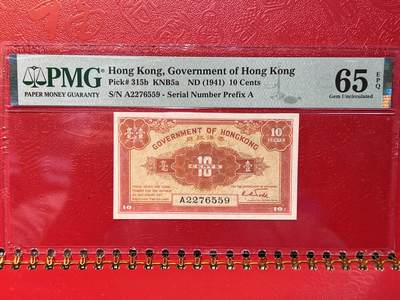 PMG
PAPER MONEY GUARANTY
Hong Kong, Government of Hong Kong
Pick# 315b KNB5a ND (1941) 10 Cents
S/N A2276559 - Serial Number Prefix A
65 EPQ
Gem Uncirculated
GOVERNMENT OF HONGKONG
10
10
CENTS
A2276559
10
10